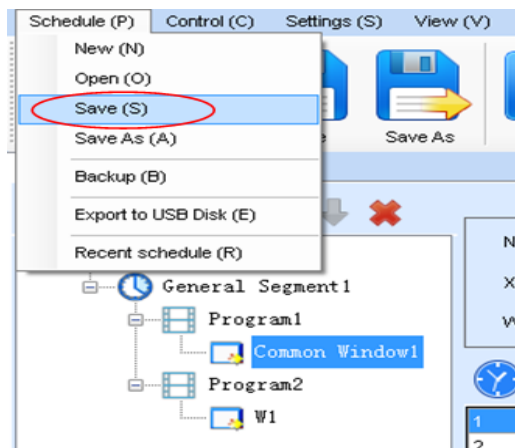 Schedule (P) Control (C) Settings (S) View (V)
New (N)
Open (O)
Save (S)
Save As (A)
Save As
Backup (B)
Export to USB Disk (E)
Recent schedule (R)
General Segment1
Program1
Common Window1
Program2
W1
N
X
W
1
2